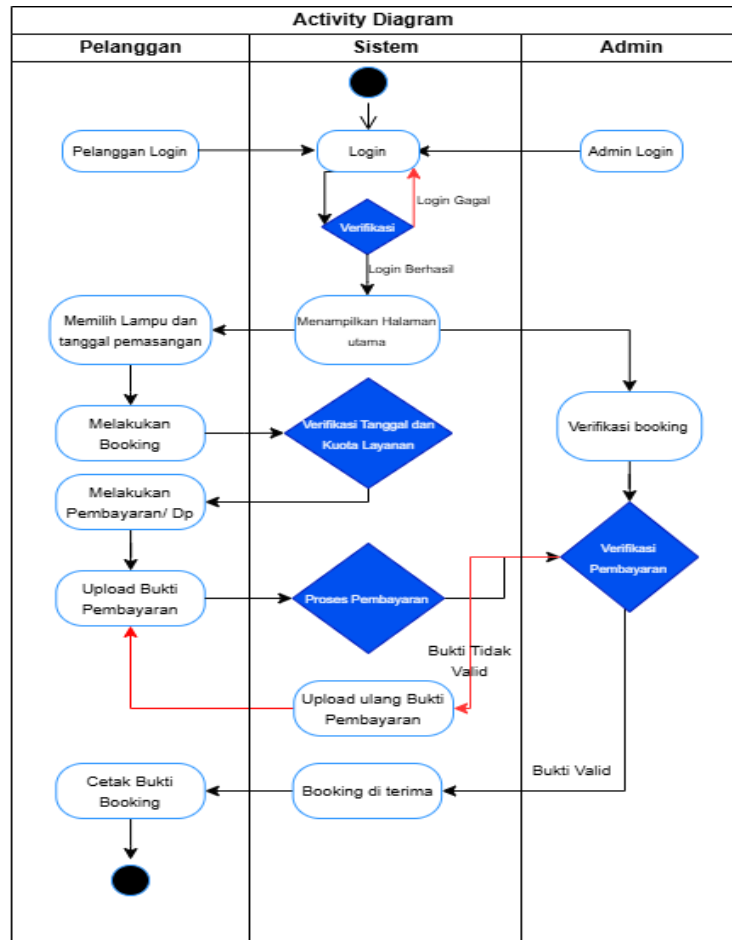 Activity Diagram
Pelanggan
Sistem
Admin
Pelanggan Login
Login
Admin Login
Login Gagal
Verifikasi
Login Berhasil
Memilih Lampu dan
tanggal pemasangan
Menampilkan Halaman
utama
Melakukan
Booking
Verifikasi Tanggal dan
Kuota Layanan
Verifikasi booking
Melakukan
Pembayaran/ Dp
Upload Bukti
Pembayaran
Proses Pembayaran
Verifikasi
Pembayaran
Bukti Tidak
Valid
Upload ulang Bukti
Pembayaran
Cetak Bukti
Booking
Booking di terima
Bukti Valid